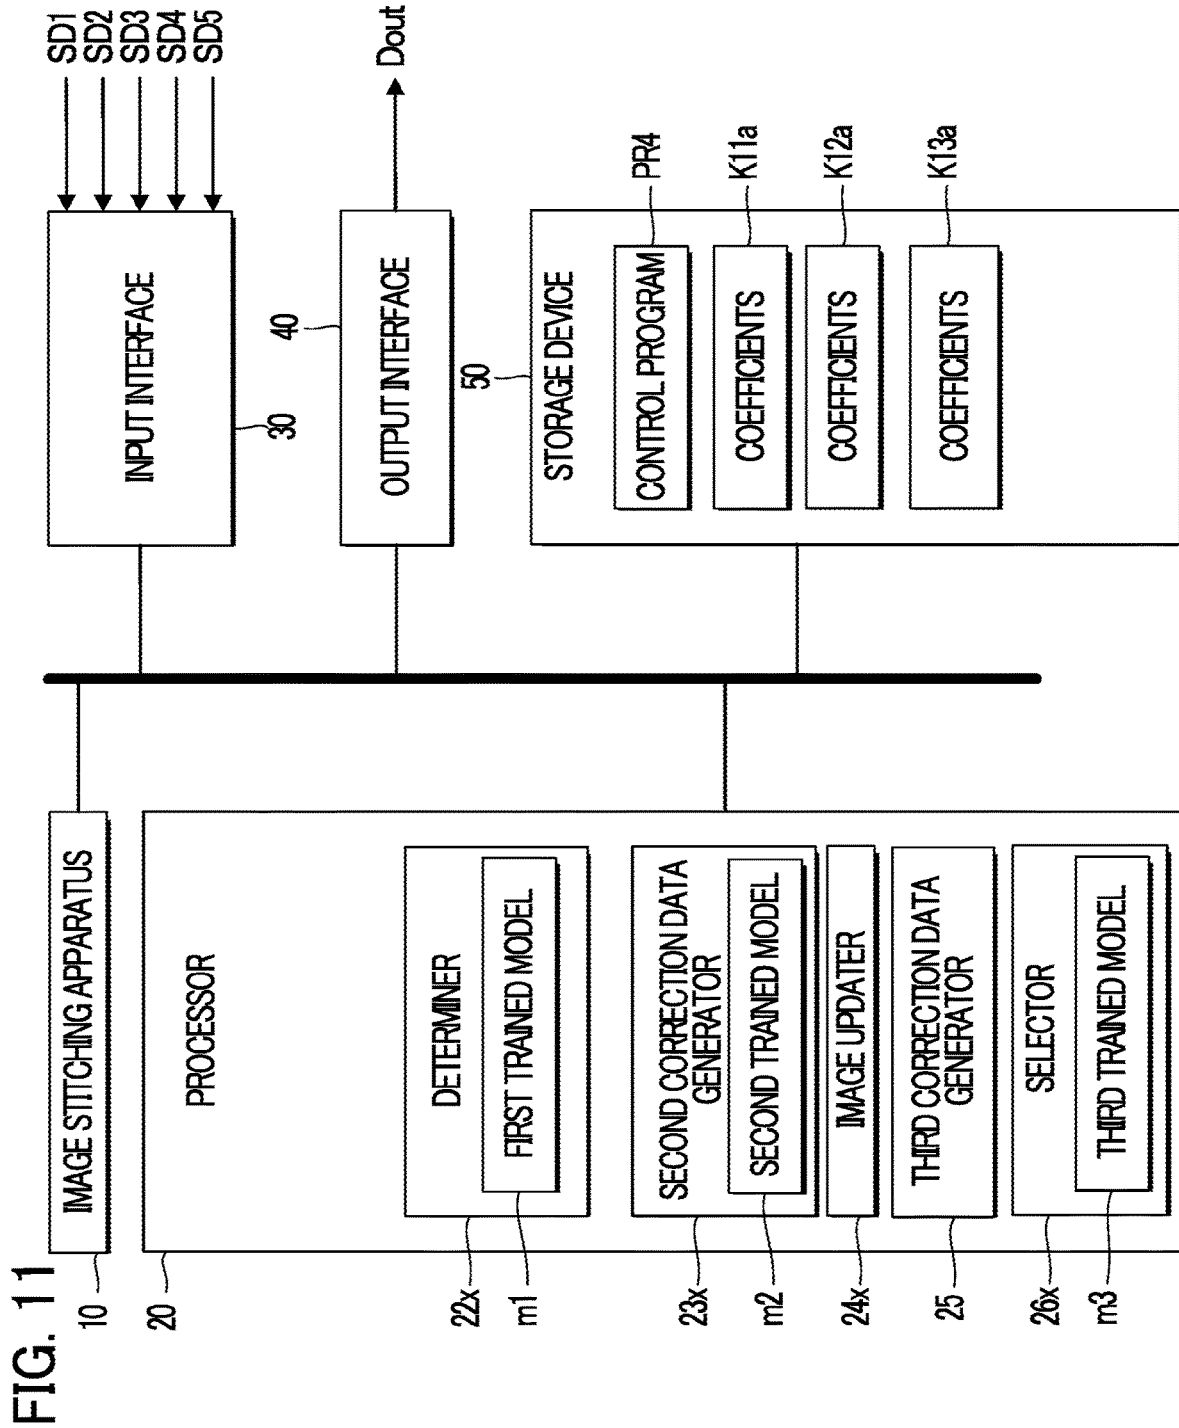 FIG. 11
10
IMAGE STITCHING APPARATUS
20
PROCESSOR
22x
DETERMINER
m1
FIRST TRAINED MODEL
23x
SECOND CORRECTION DATA
GENERATOR
m2
SECOND TRAINED MODEL
24x
IMAGE UPDATER
25
THIRD CORRECTION DATA
GENERATOR
26x
SELECTOR
m3
THIRD TRAINED MODEL
INPUT INTERFACE
30
SD1
SD2
SD3
SD4
SD5
40
OUTPUT INTERFACE
Dout
50
STORAGE DEVICE
CONTROL PROGRAM
PR4
COEFFICIENTS
K11a
COEFFICIENTS
K12a
COEFFICIENTS
K13a